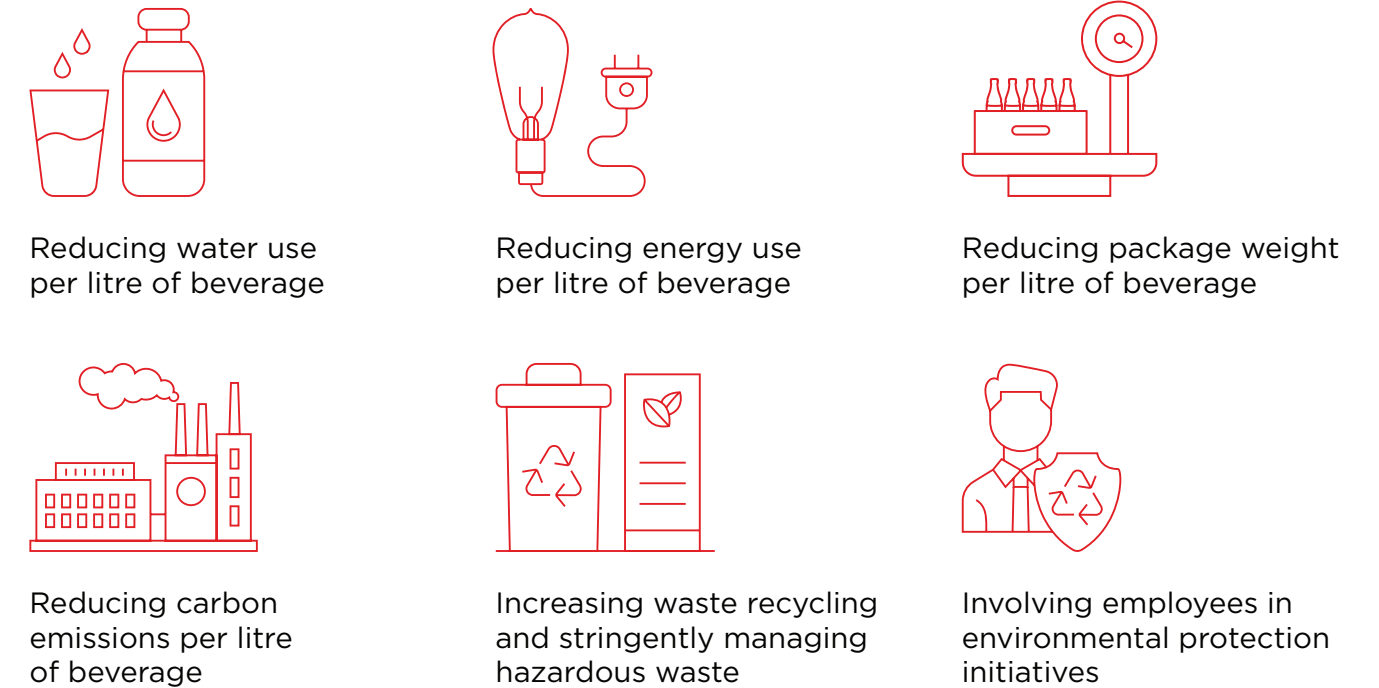 Reducing water use
per litre of beverage
Reducing energy use
per litre of beverage
Reducing package weight
per litre of beverage
Reducing carbon
emissions per litre
of beverage
Increasing waste recycling
and stringently managing
hazardous waste
Involving employees in
environmental protection
initiatives